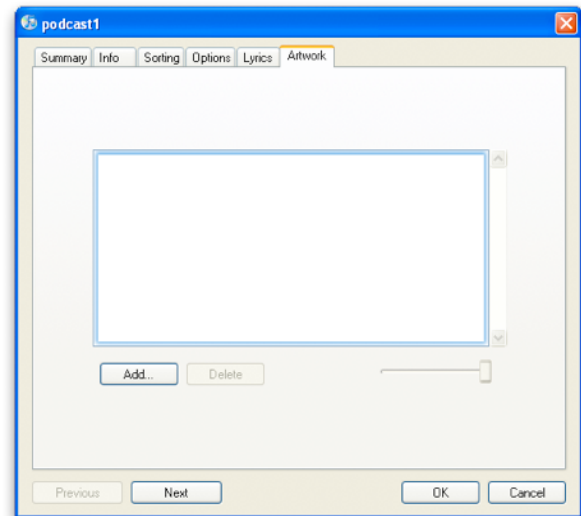 podcast1
Summary Info Sorting Options Lyrics Artwork
Add... Delete
Previous Next OK Cancel